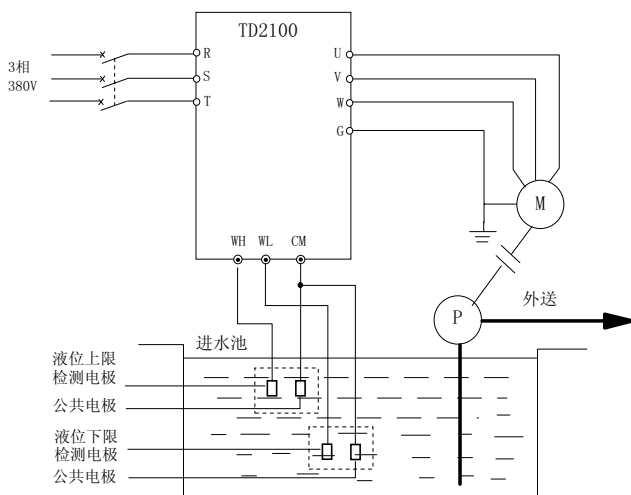 TD2100
3相
380V
R
S
T
U
V
W
G
M
WH WL CM
P
外送
进水池
液位上限
检测电极
公共电极
液位下限
检测电极
公共电极